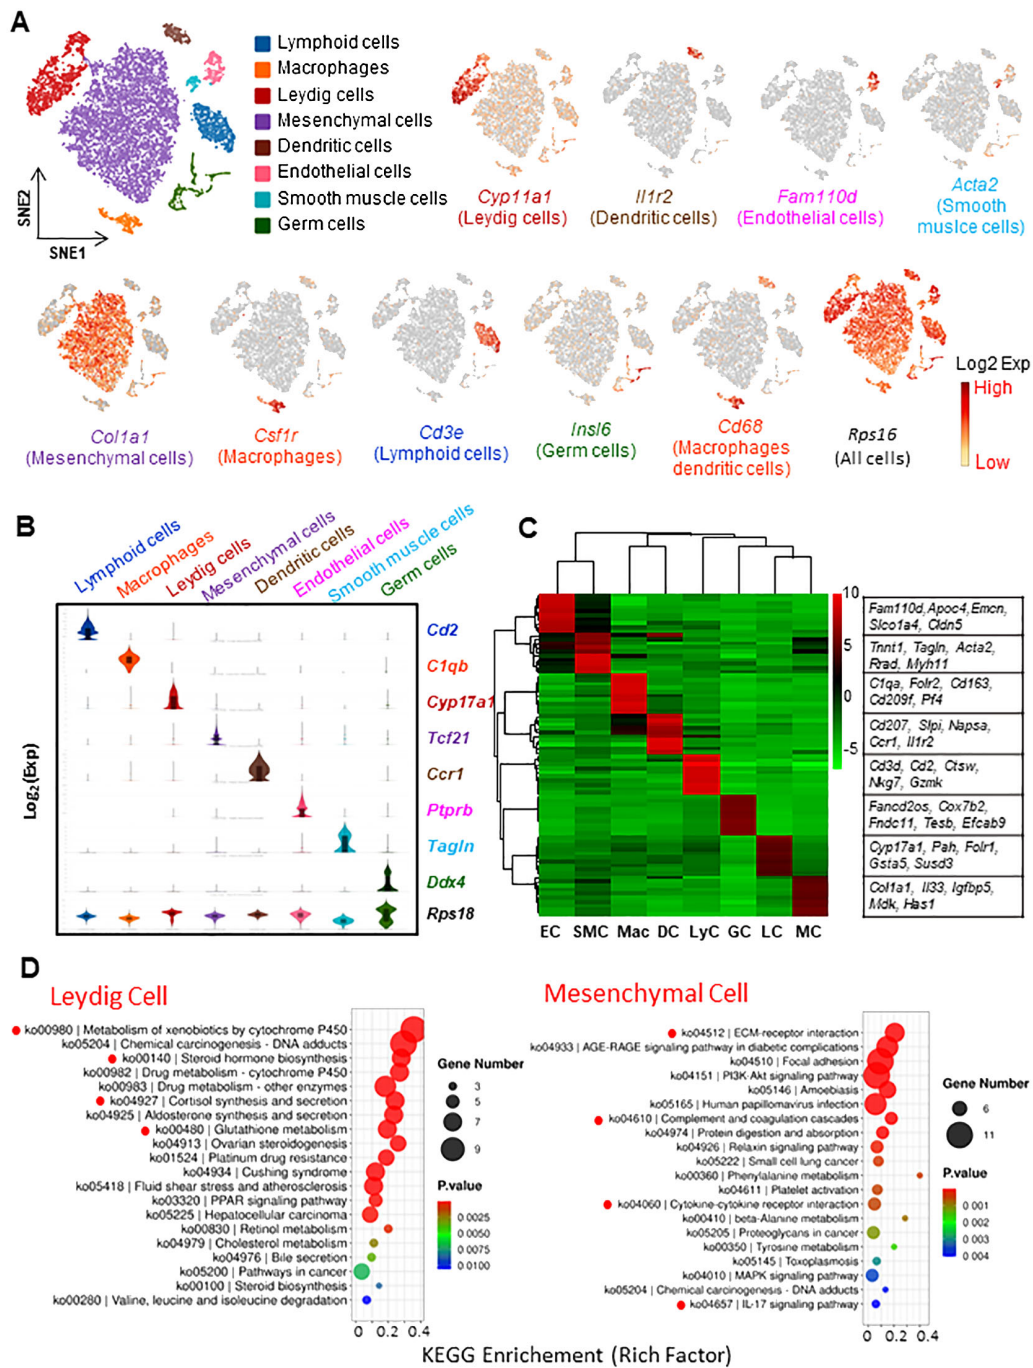 A
Lymphoid cells
Macrophages
Leydig cells
Mesenchymal cells
Dendritic cells
Endothelial cells
Smooth muscle cells
Germ cells
SNE2
SNE1
Cyp11a1
(Leydig cells)
Il1r2
(Dendritic cells)
Fam110d
(Endothelial cells)
Acta2
(Smooth
muslce cells)
Col1a1
(Mesenchymal cells)
Csf1r
(Macrophages)
Cd3e
(Lymphoid cells)
Insl6
(Germ cells)
Cd68
(Macrophages
dendritic cells)
Rps16
(All cells)
Log2 Exp
High
Low
B
Lymphoid cells
Macrophages
Leydig cells
Mesenchymal cells
Dendritic cells
Endothelial cells
Smooth muscle cells
Germ cells
Log2(Exp)
Cd2
C1qb
Cyp17a1
Tcf21
Ccr1
Ptprb
Tagln
Ddx4
Rps18
C
10
5
0
-5
EC SMC Mac DC LyC GC LC MC
Fam110d,Apoc4,Emcn,
Slco1a4, Cldn5
Tnnt1, Tagln, Acta2,
Rrad, Myh11
C1qa, Folr2, Cd163,
Cd209f, Pf4
Cd207, Slpi, Napsa,
Ccr1, Il1r2
Cd3d, Cd2, Ctsw,
Nkg7, Gzmk
Fancd2os, Cox7b2,
Fndc11, Tesb, Efcab9
Cyp17a1, Pah, Folr1,
Gsta5, Susd3
Col1a1, Il33, Igfbp5,
Mdk, Has1
D
Leydig Cell
ko00980 | Metabolism of xenobiotics by cytochrome P450
ko05204 | Chemical carcinogenesis - DNA adducts
ko00140 | Steroid hormone biosynthesis
ko00982 | Drug metabolism - cytochrome P450
ko00983 | Drug metabolism - other enzymes
ko04927 | Cortisol synthesis and secretion
ko04925 | Aldosterone synthesis and secretion
ko00480 | Glutathione metabolism
ko04913 | Ovarian steroidogenesis
ko01524 | Platinum drug resistance
ko04934 | Cushing syndrome
ko05418 | Fluid shear stress and atherosclerosis
ko03320 | PPAR signaling pathway
ko05225 | Hepatocellular carcinoma
ko00830 | Retinol metabolism
ko04979 | Cholesterol metabolism
ko04976 | Bile secretion
ko05200 | Pathways in cancer
ko00100 | Steroid biosynthesis
ko00280 | Valine, leucine and isoleucine degradation
0 0.2 0.4
Gene Number
3
5
7
9
P.value
0.0025
0.0050
0.0075
0.0100
Mesenchymal Cell
ko04512 | ECM-receptor interaction
ko04933 | AGE-RAGE signaling pathway in diabetic complications
ko04510 | Focal adhesion
ko04151 | PI3K-Akt signaling pathway
ko05146 | Amoebiasis
ko05165 | Human papillomavirus infection
ko04610 | Complement and coagulation cascades
ko04974 | Protein digestion and absorption
ko04926 | Relaxin signaling pathway
ko05222 | Small cell lung cancer
ko00360 | Phenylalanine metabolism
ko04611 | Platelet activation
ko04060 | Cytokine-cytokine receptor interaction
ko00410 | beta-Alanine metabolism
ko05205 | Proteoglycans in cancer
ko00350 | Tyrosine metabolism
ko05145 | Toxoplasmosis
ko04010 | MAPK signaling pathway
ko05204 | Chemical carcinogenesis - DNA adducts
ko04657 | IL-17 signaling pathway
0 0.2 0.4
Gene Number
6
11
P.value
0.001
0.002
0.003
0.004
KEGG Enrichement (Rich Factor)